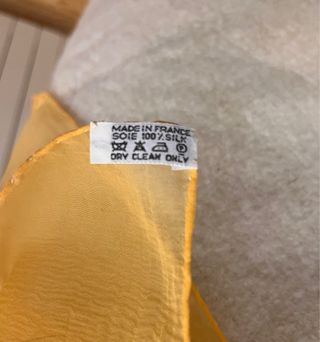 MADE IN FRANCE
SOIE 100% SILK
P
DRY CLEAN ONLY